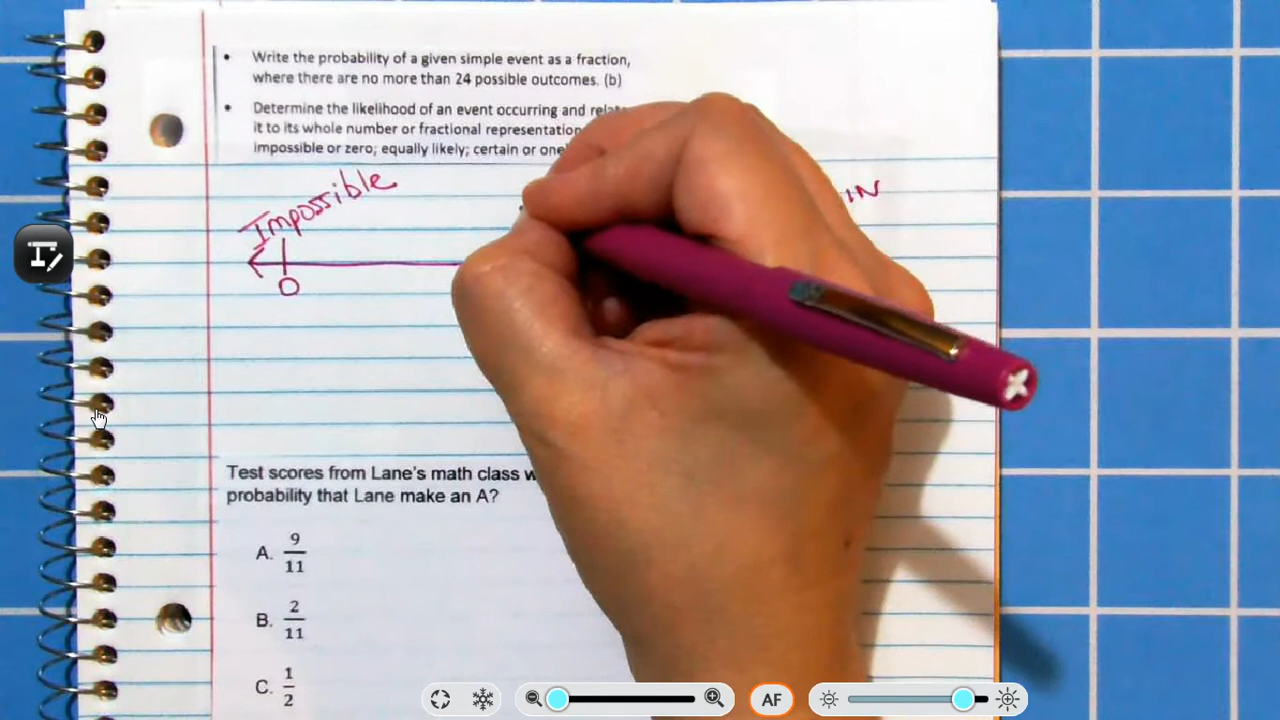 Write the probability of a given simple event as a fraction,
where there are no more than 24 possible outcomes. (b)
Determine the likelihood of an event occurring and
it to its whole number or fractional representation
impossible or zero; equally likely; certain or one
Impossible
IN
0
Test scores from Lane's math class
probability that Lane make an A?
A. 9/11
B. 2/11
C. 1/2
AF